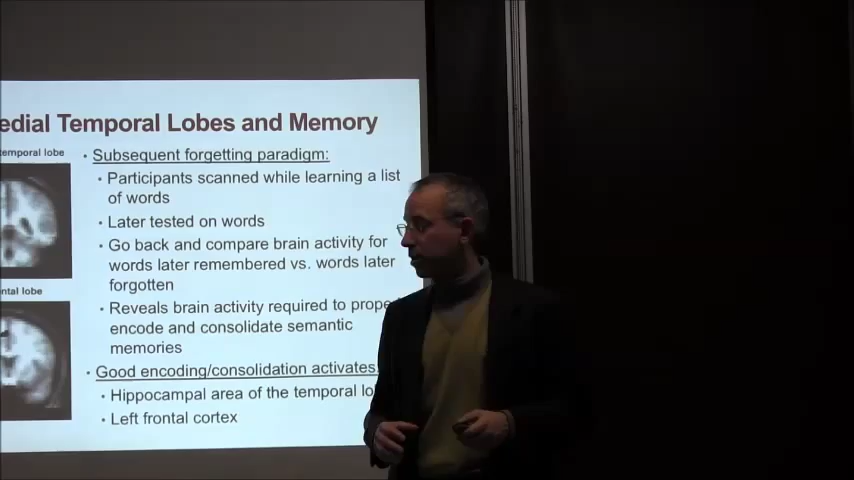 edial Temporal Lobes and Memory
temporal lobe
ntal lobe
• Subsequent forgetting paradigm:
• Participants scanned while learning a list
of words
• Later tested on words
• Go back and compare brain activity for
words later remembered vs. words later
forgotten
• Reveals brain activity required to prope
encode and consolidate semantic
memories
• Good encoding/consolidation activates:
• Hippocampal area of the temporal lo
• Left frontal cortex